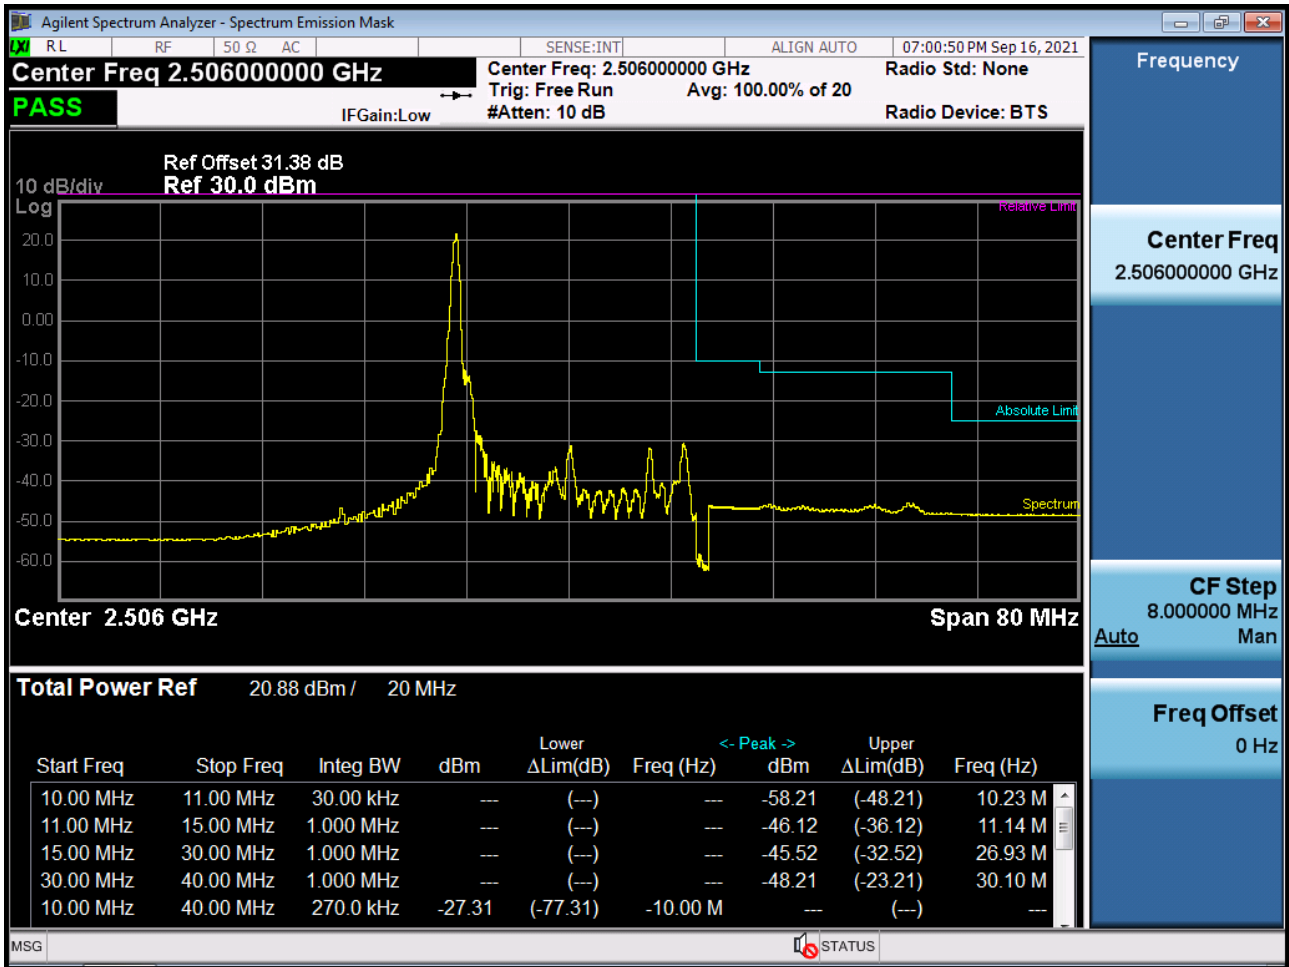 Agilent Spectrum Analyzer - Spectrum Emission Mask
LXI RL RF 50 Ω AC SENSE:INT ALIGN AUTO 07:00:50 PM Sep 16, 2021
Center Freq 2.506000000 GHz
Center Freq: 2.506000000 GHz Radio Std: None
Trig: Free Run Avg: 100.00% of 20
PASS
IFGain:Low #Atten: 10 dB Radio Device: BTS
Ref Offset 31.38 dB
10 dB/div Ref 30.0 dBm
Log
Relative Limit
20.0
10.0
0.00
-10.0
-20.0
Absolute Limit
-30.0
-40.0
Spectrum
-50.0
-60.0
Center 2.506 GHz Span 80 MHz
Total Power Ref 20.88 dBm / 20 MHz
Lower <- Peak -> Upper
Start Freq Stop Freq Integ BW dBm ΔLim(dB) Freq (Hz) dBm ΔLim(dB) Freq (Hz)
10.00 MHz 11.00 MHz 30.00 kHz --- (---) --- -58.21 (-48.21) 10.23 M
11.00 MHz 15.00 MHz 1.000 MHz --- (---) --- -46.12 (-36.12) 11.14 M
15.00 MHz 30.00 MHz 1.000 MHz --- (---) --- -45.52 (-32.52) 26.93 M
30.00 MHz 40.00 MHz 1.000 MHz --- (---) --- -48.21 (-23.21) 30.10 M
10.00 MHz 40.00 MHz 270.0 kHz -27.31 (-77.31) -10.00 M --- (---) ---
MSG STATUS
Frequency
Center Freq
2.506000000 GHz
CF Step
8.000000 MHz
Auto Man
Freq Offset
0 Hz